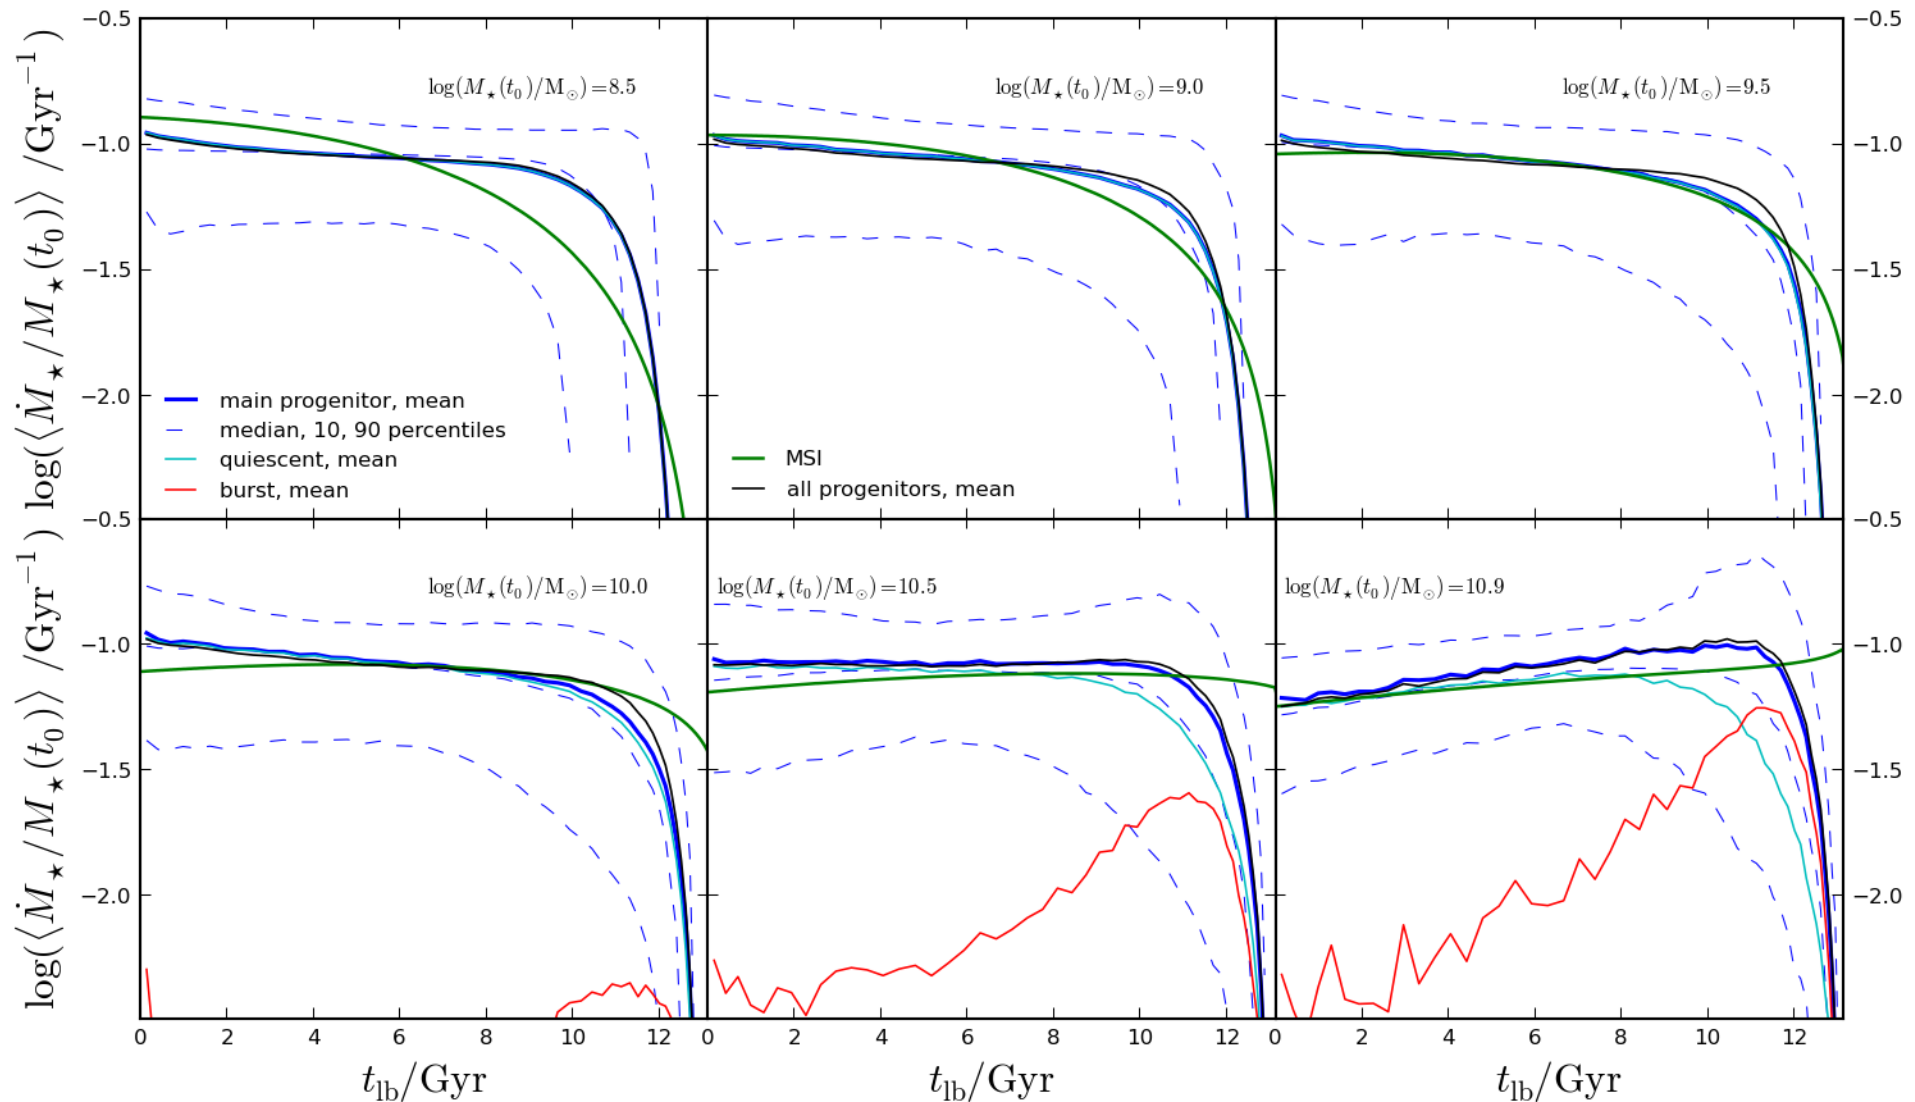 −0.5 −0.5
log(M⋆(t₀)/M⊙)=8.5 log(M⋆(t₀)/M⊙)=9.0 log(M⋆(t₀)/M⊙)=9.5
−1.0 −1.0
log(⟨Ṁ⋆/M⋆(t₀)⟩ /Gyr⁻¹)
−1.5 −1.5
−2.0 −2.0
main progenitor, mean
median, 10, 90 percentiles
quiescent, mean
burst, mean
MSI
all progenitors, mean
−0.5 −0.5
log(M⋆(t₀)/M⊙)=10.0 log(M⋆(t₀)/M⊙)=10.5 log(M⋆(t₀)/M⊙)=10.9
−1.0 −1.0
log(⟨Ṁ⋆/M⋆(t₀)⟩ /Gyr⁻¹)
−1.5 −1.5
−2.0 −2.0
0 2 4 6 8 10 12 0 2 4 6 8 10 12 0 2 4 6 8 10 12
t_lb/Gyr t_lb/Gyr t_lb/Gyr